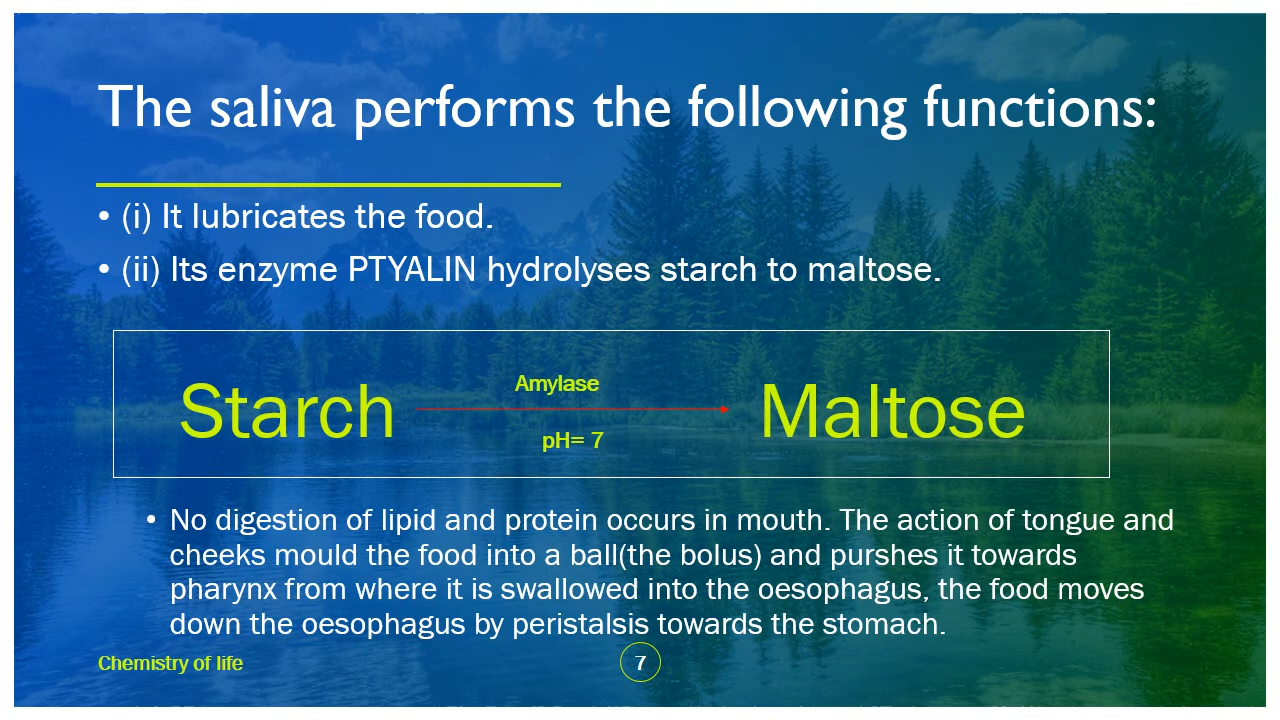 The saliva performs the following functions:
• (i) It lubricates the food.
• (ii) Its enzyme PTYALIN hydrolyses starch to maltose.
Starch
Amylase
pH= 7
Maltose
• No digestion of lipid and protein occurs in mouth. The action of tongue and
cheeks mould the food into a ball(the bolus) and purshes it towards
pharynx from where it is swallowed into the oesophagus, the food moves
down the oesophagus by peristalsis towards the stomach.
Chemistry of life
7